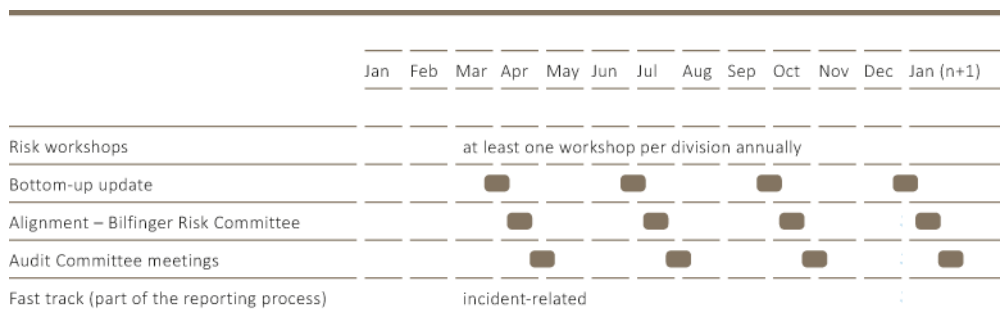 Jan Feb Mar Apr May Jun Jul Aug Sep Oct Nov Dec Jan (n+1)
Risk workshops at least one workshop per division annually
Bottom-up update
Alignment – Bilfinger Risk Committee
Audit Committee meetings
Fast track (part of the reporting process) incident-related